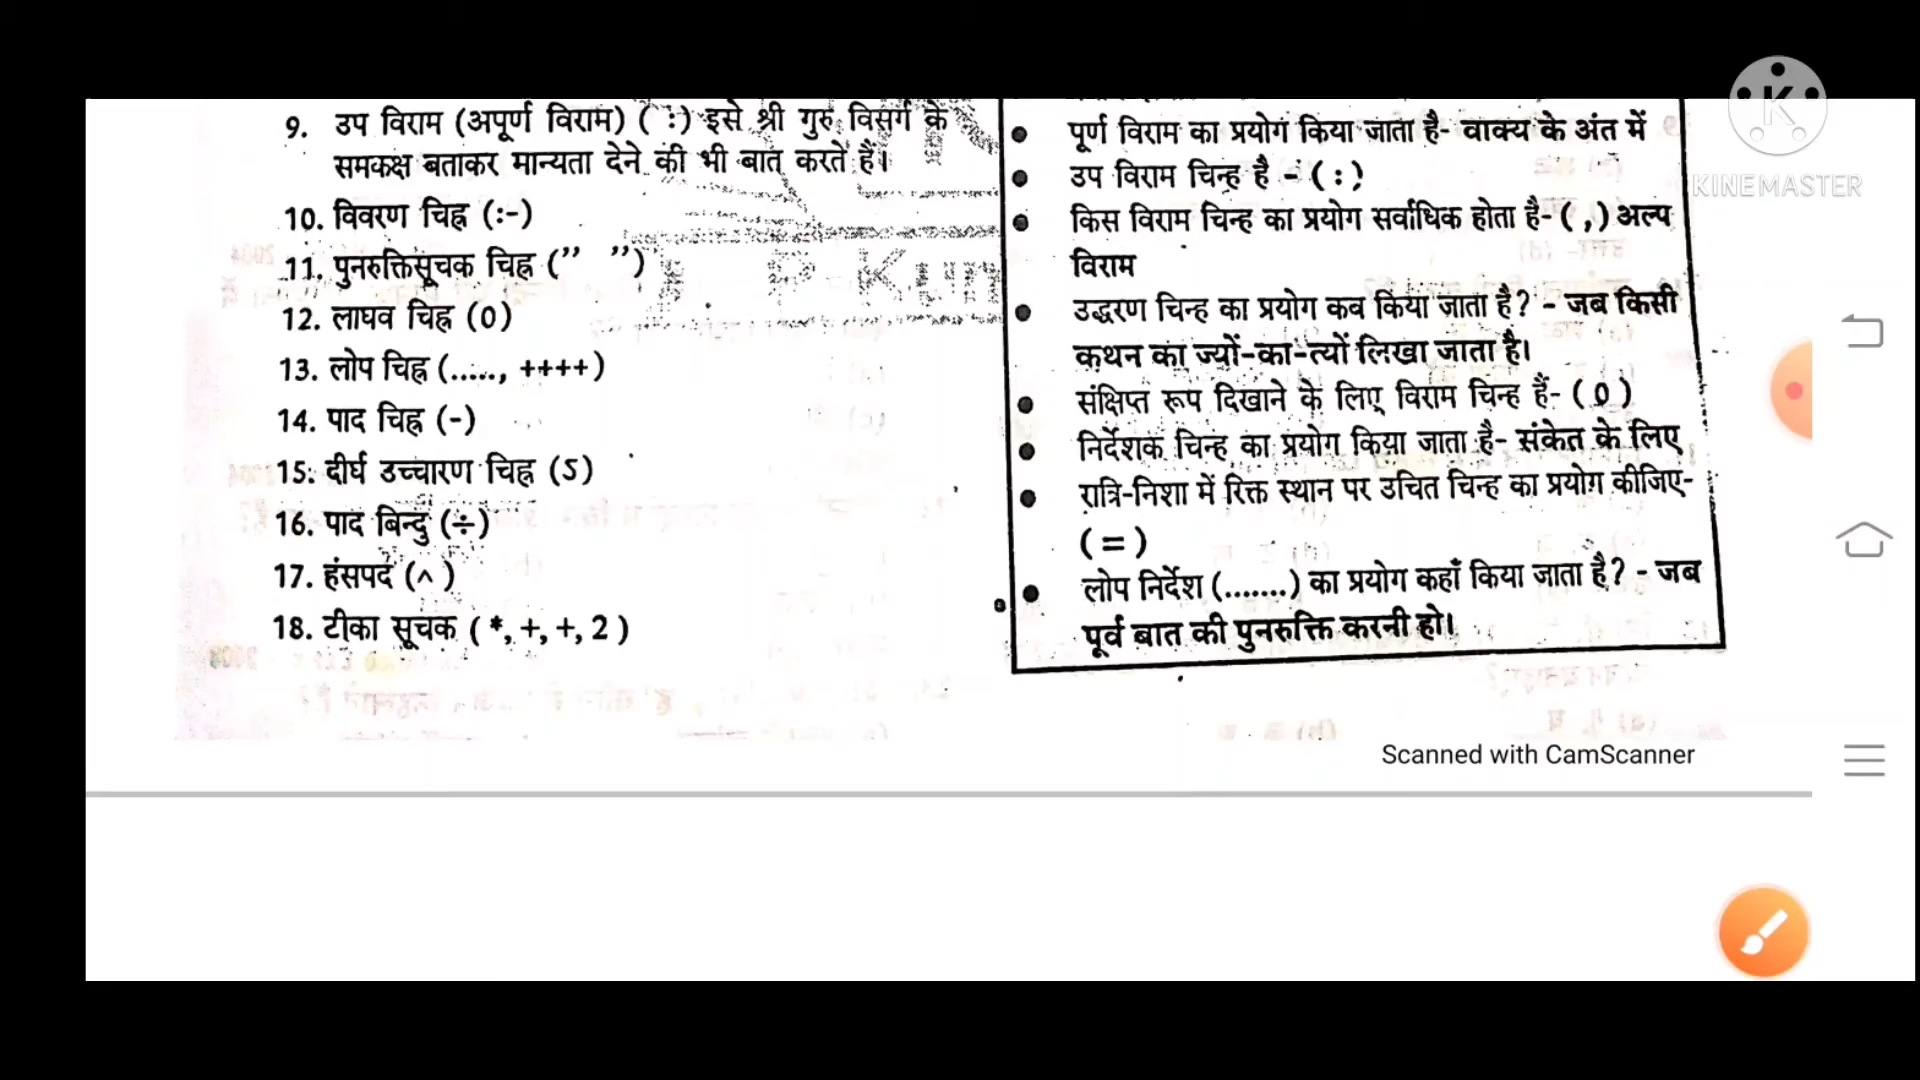 9. उप विराम (अपूर्ण विराम) ( : ) इसे श्री गुरु विसर्ग के
समकक्ष बताकर मान्यता देने की भी बात करते हैं।
10. विवरण चिह्न (:-)
11. पुनरुक्तिसूचक चिह्न (” ”)
12. लाघव चिह्न (0)
13. लोप चिह्न (....., ++++)
14. पाद चिह्न (-)
15. दीर्घ उच्चारण चिह्न (S)
16. पाद बिन्दु (÷)
17. हंसपद (^)
18. टीका सूचक ( *, +, +, 2 )
● पूर्ण विराम का प्रयोग किया जाता है- वाक्य के अंत में
● उप विराम चिन्ह है - ( : )
● किस विराम चिन्ह का प्रयोग सर्वाधिक होता है- ( , ) अल्प
विराम
● उद्धरण चिन्ह का प्रयोग कब किया जाता है? - जब किसी
कथन का ज्यों-का-त्यों लिखा जाता है।
● संक्षिप्त रूप दिखाने के लिए विराम चिन्ह हैं- ( 0 )
● निर्देशक चिन्ह का प्रयोग किया जाता है- संकेत के लिए
● रात्रि-निशा में रिक्त स्थान पर उचित चिन्ह का प्रयोग कीजिए-
( = )
● लोप निर्देश (.......) का प्रयोग कहाँ किया जाता है? - जब
पूर्व बात की पुनरुक्ति करनी हो।
Scanned with CamScanner
K
KINEMASTER